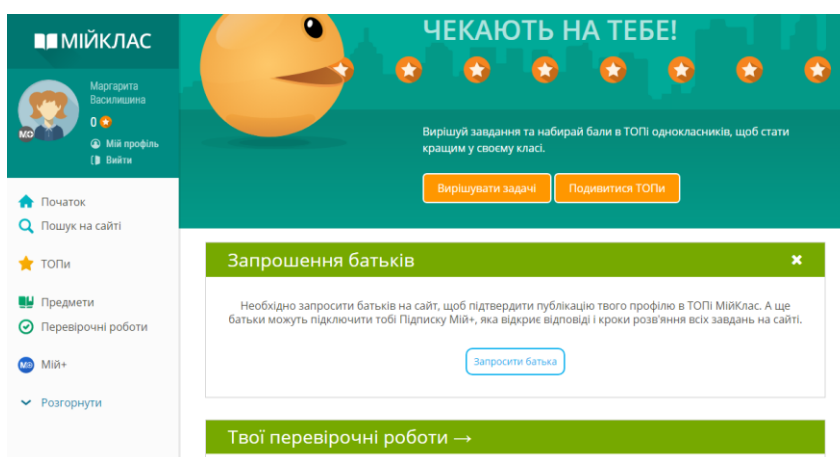 МІЙКЛАС
Маргарита
Василишина
0
МО
Мій профіль
Вийти
Початок
Пошук на сайті
ТОПи
Предмети
Перевірочні роботи
Мій+
Розгорнути
ЧЕКАЮТЬ НА ТЕБЕ!
Вирішуй завдання та набирай бали в ТОПі однокласників, щоб стати
кращим у своєму класі.
Вирішувати задачі Подивитися ТОПи
Запрошення батьків
Необхідно запросити батьків на сайт, щоб підтвердити публікацію твого профілю в ТОПі МійКлас. А ще
батьки можуть підключити тобі Підписку Мій+, яка відкриє відповіді і кроки розв'яння всіх завдань на сайті.
Запросити батька
Твої перевірочні роботи →